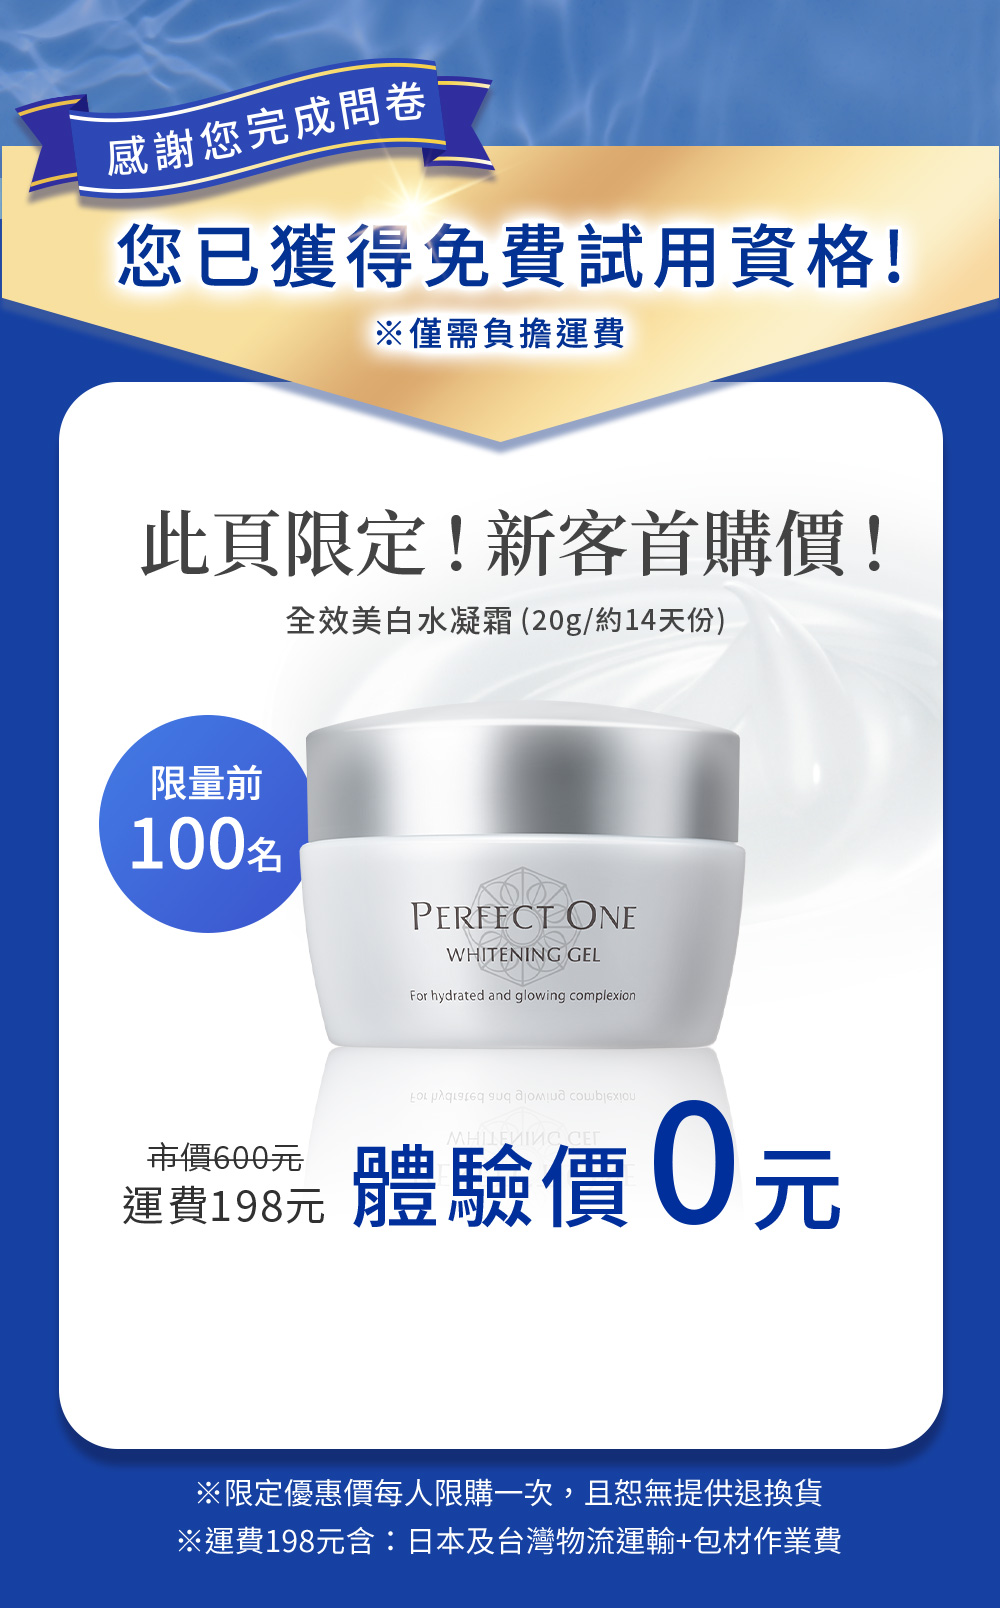 感謝您完成問卷
您已獲得免費試用資格!
※僅需負擔運費
此頁限定!新客首購價!
全效美白水凝霜(20g/約14天份)
限量前
100名
PERFECT ONE
WHITENING GEL
For hydrated and glowing complexion
市價600元
運費198元
體驗價0元
※限定優惠價每人限購一次，且恕無提供退換貨
※運費198元含：日本及台灣物流運輸+包材作業費